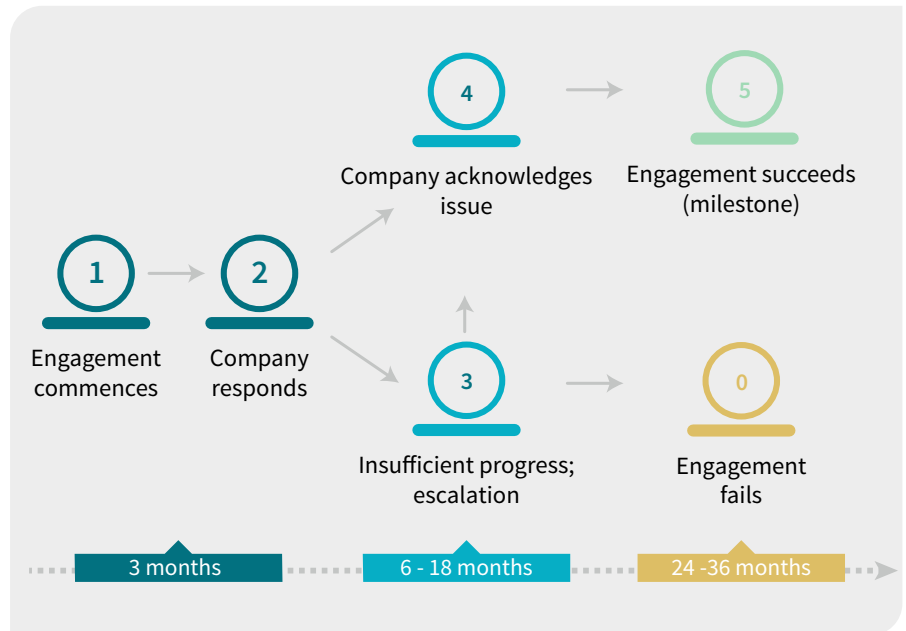 4
Company acknowledges
issue
5
Engagement succeeds
(milestone)
1
Engagement
commences
2
Company
responds
3
Insufficient progress;
escalation
0
Engagement
fails
3 months
6 - 18 months
24 -36 months